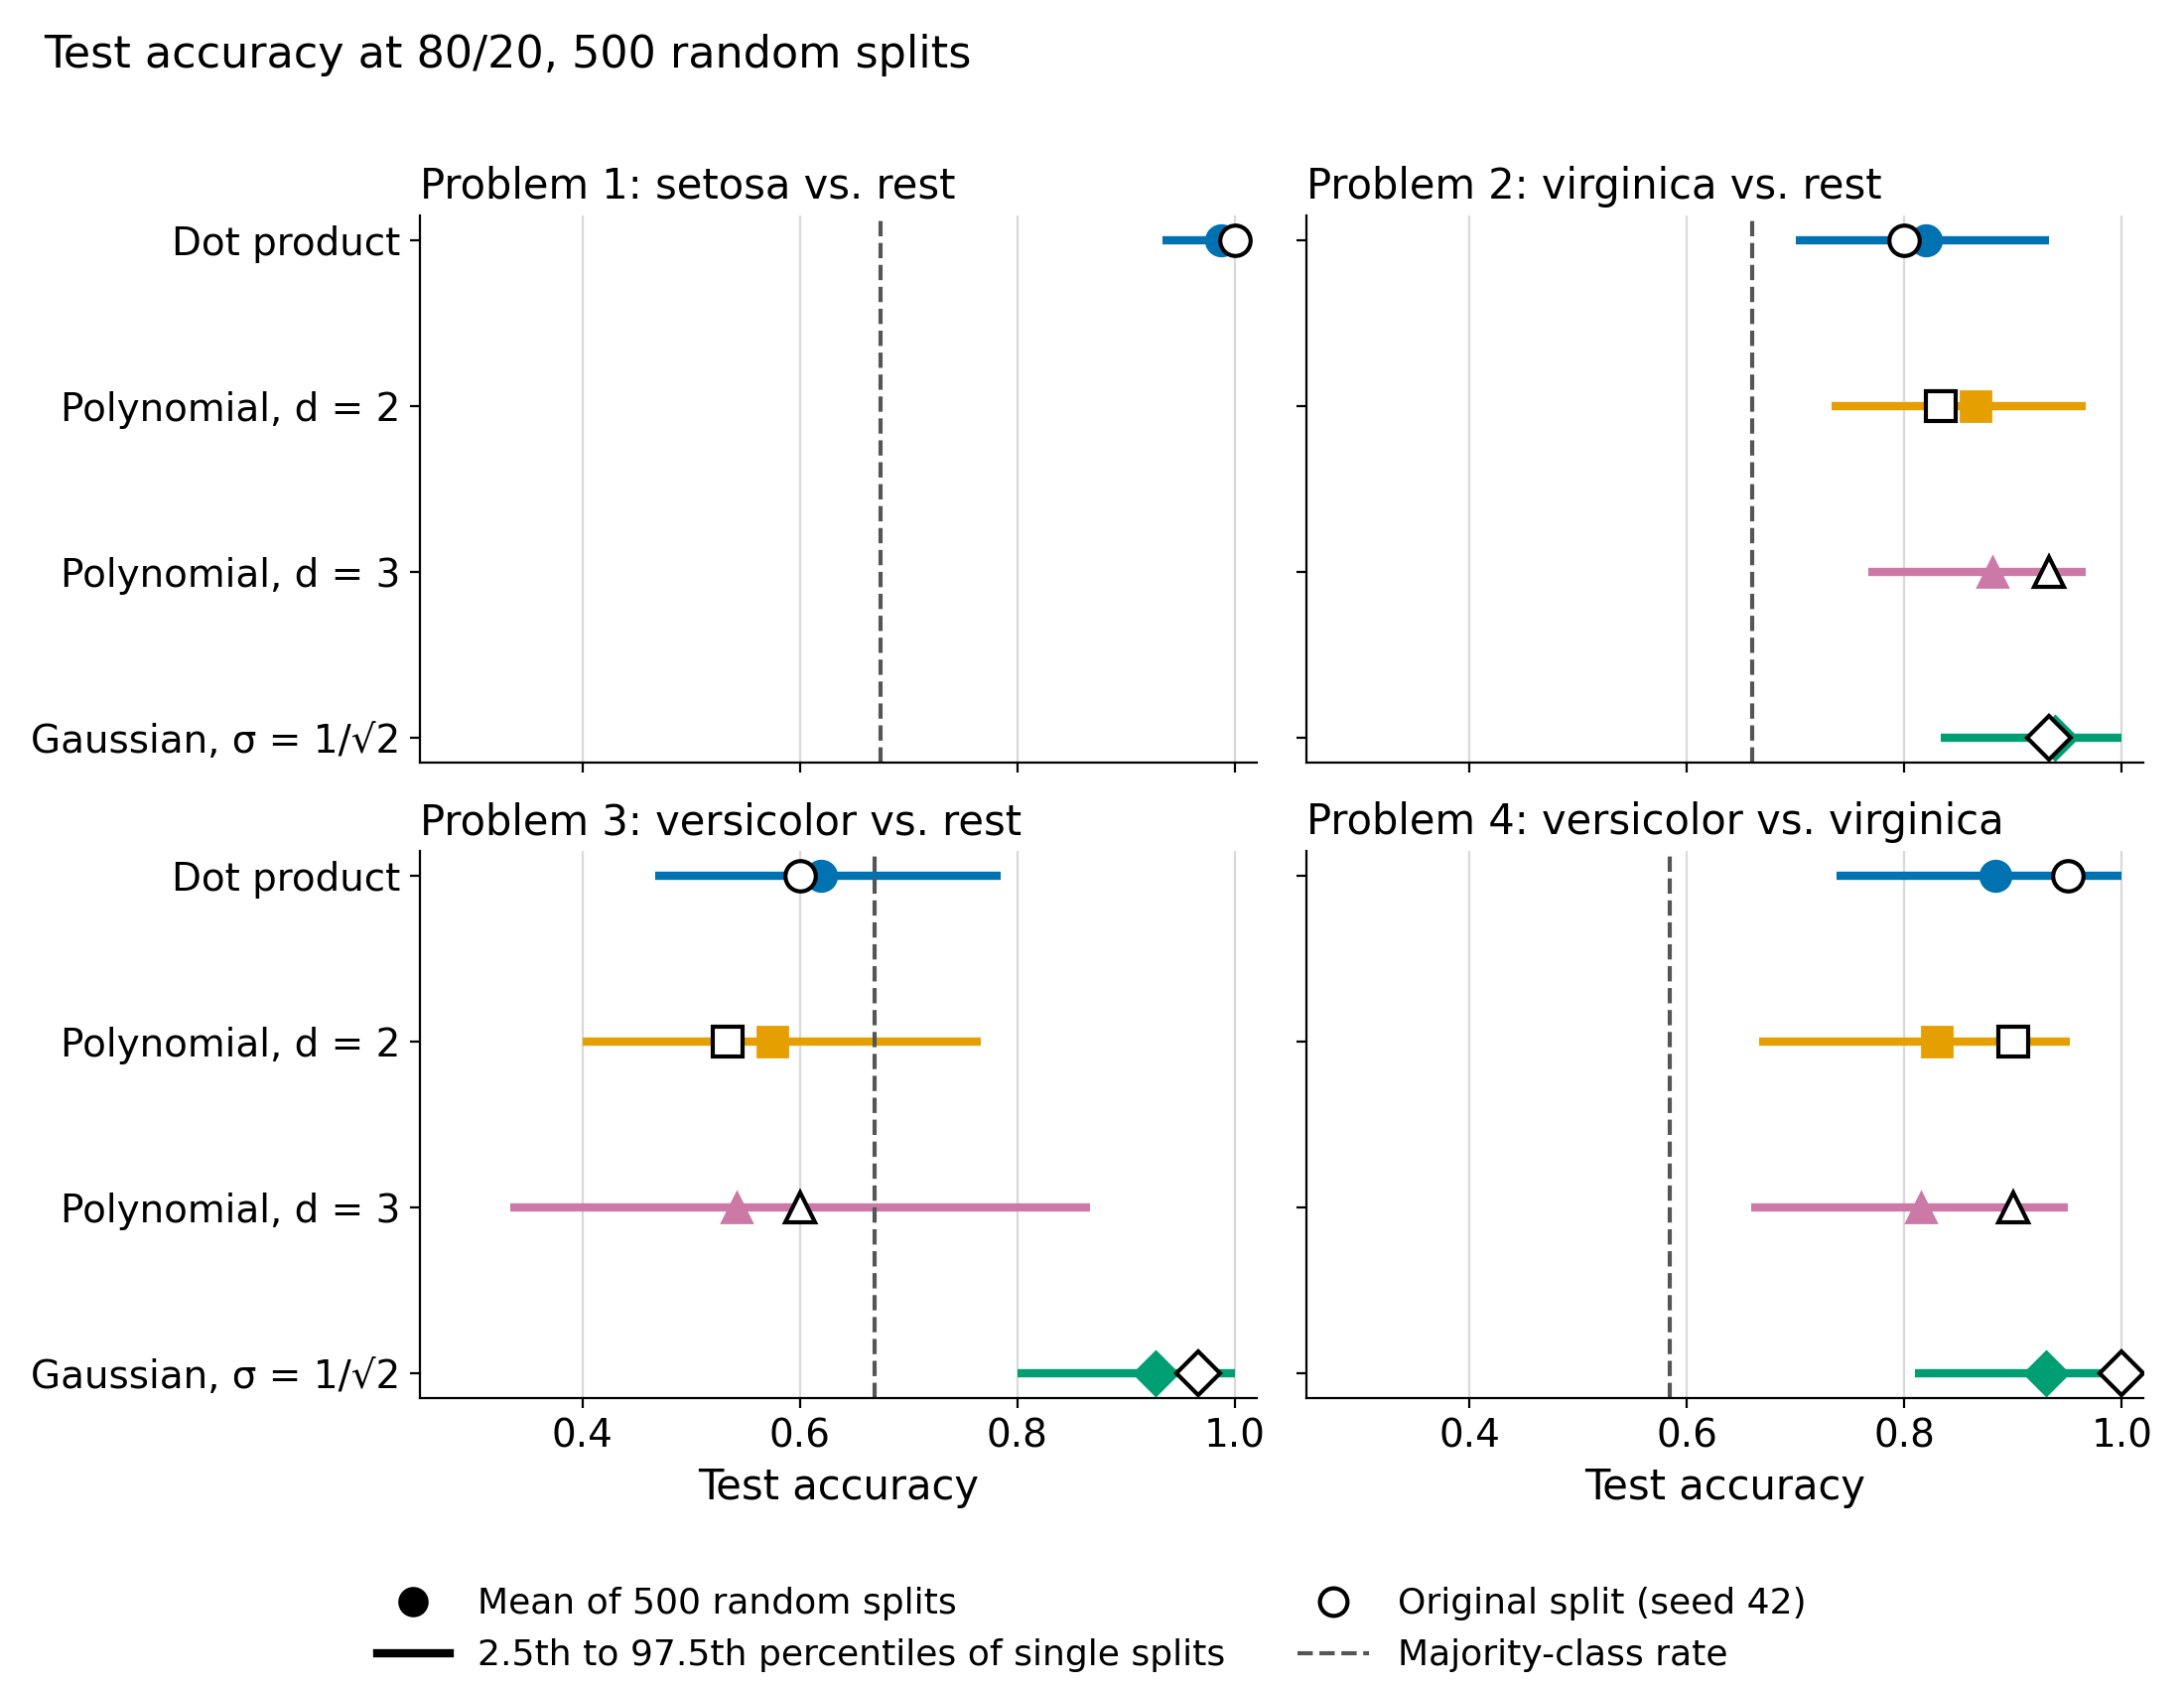 Test accuracy at 80/20, 500 random splits
Problem 1: setosa vs. rest
Problem 2: virginica vs. rest
Dot product
Polynomial, d = 2
Polynomial, d = 3
Gaussian, σ = 1/√2
Problem 3: versicolor vs. rest
Problem 4: versicolor vs. virginica
Dot product
Polynomial, d = 2
Polynomial, d = 3
Gaussian, σ = 1/√2
0.4 0.6 0.8 1.0
0.4 0.6 0.8 1.0
Test accuracy
Test accuracy
Mean of 500 random splits
Original split (seed 42)
2.5th to 97.5th percentiles of single splits
Majority-class rate